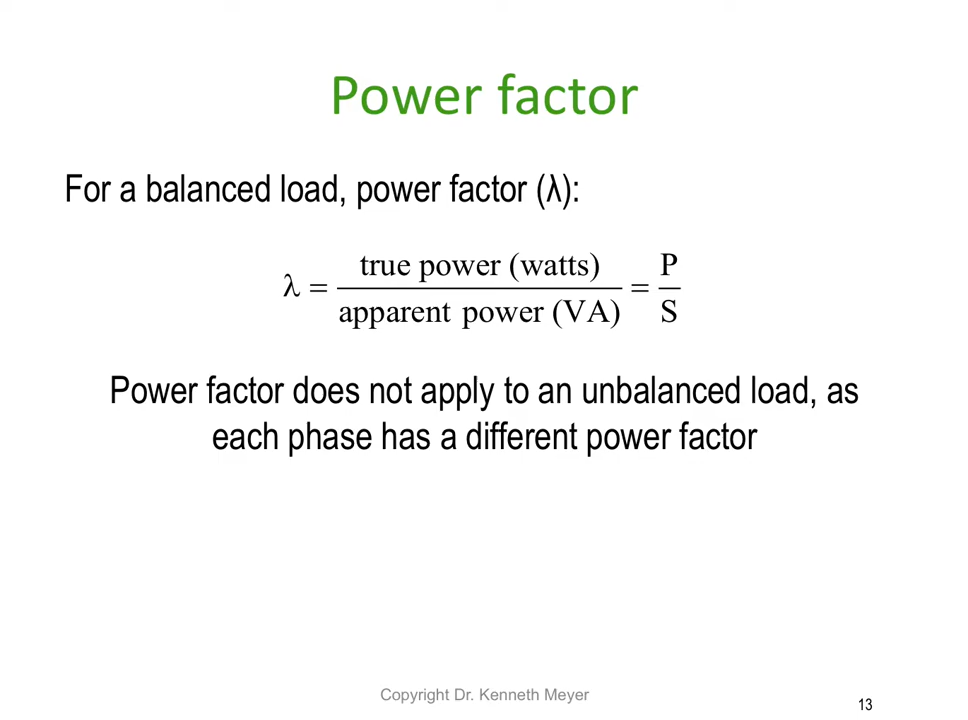 Power factor
For a balanced load, power factor (λ):
λ = true power (watts) / apparent power (VA) = P / S
Power factor does not apply to an unbalanced load, as
each phase has a different power factor
Copyright Dr. Kenneth Meyer
13